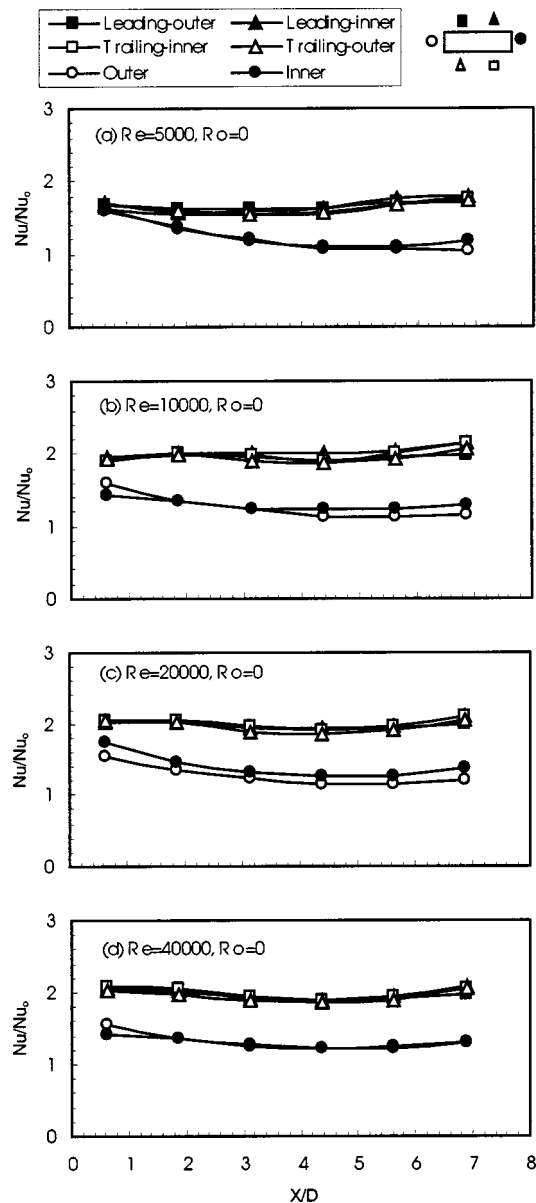 Leading-outer Leading-inner
Trailing-inner Trailing-outer
Outer Inner
3
(a) Re=5000, Ro=0
2
Nu/Nuo
1
0
3
(b) Re=10000, Ro=0
2
Nu/Nuo
1
0
3
(c) Re=20000, Ro=0
2
Nu/Nuo
1
0
3
(d) Re=40000, Ro=0
2
Nu/Nuo
1
0
0 1 2 3 4 5 6 7 8
X/D